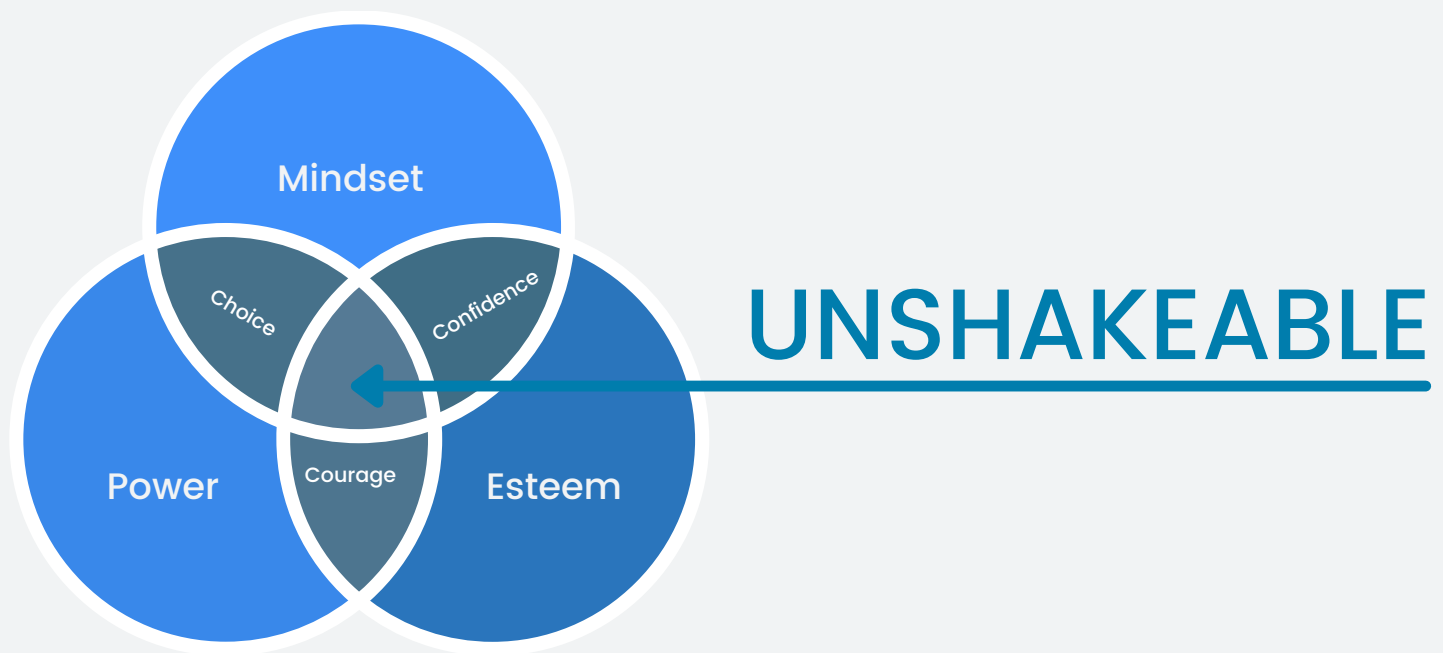 Mindset
Choice
Confidence
UNSHAKEABLE
Courage
Power
Esteem